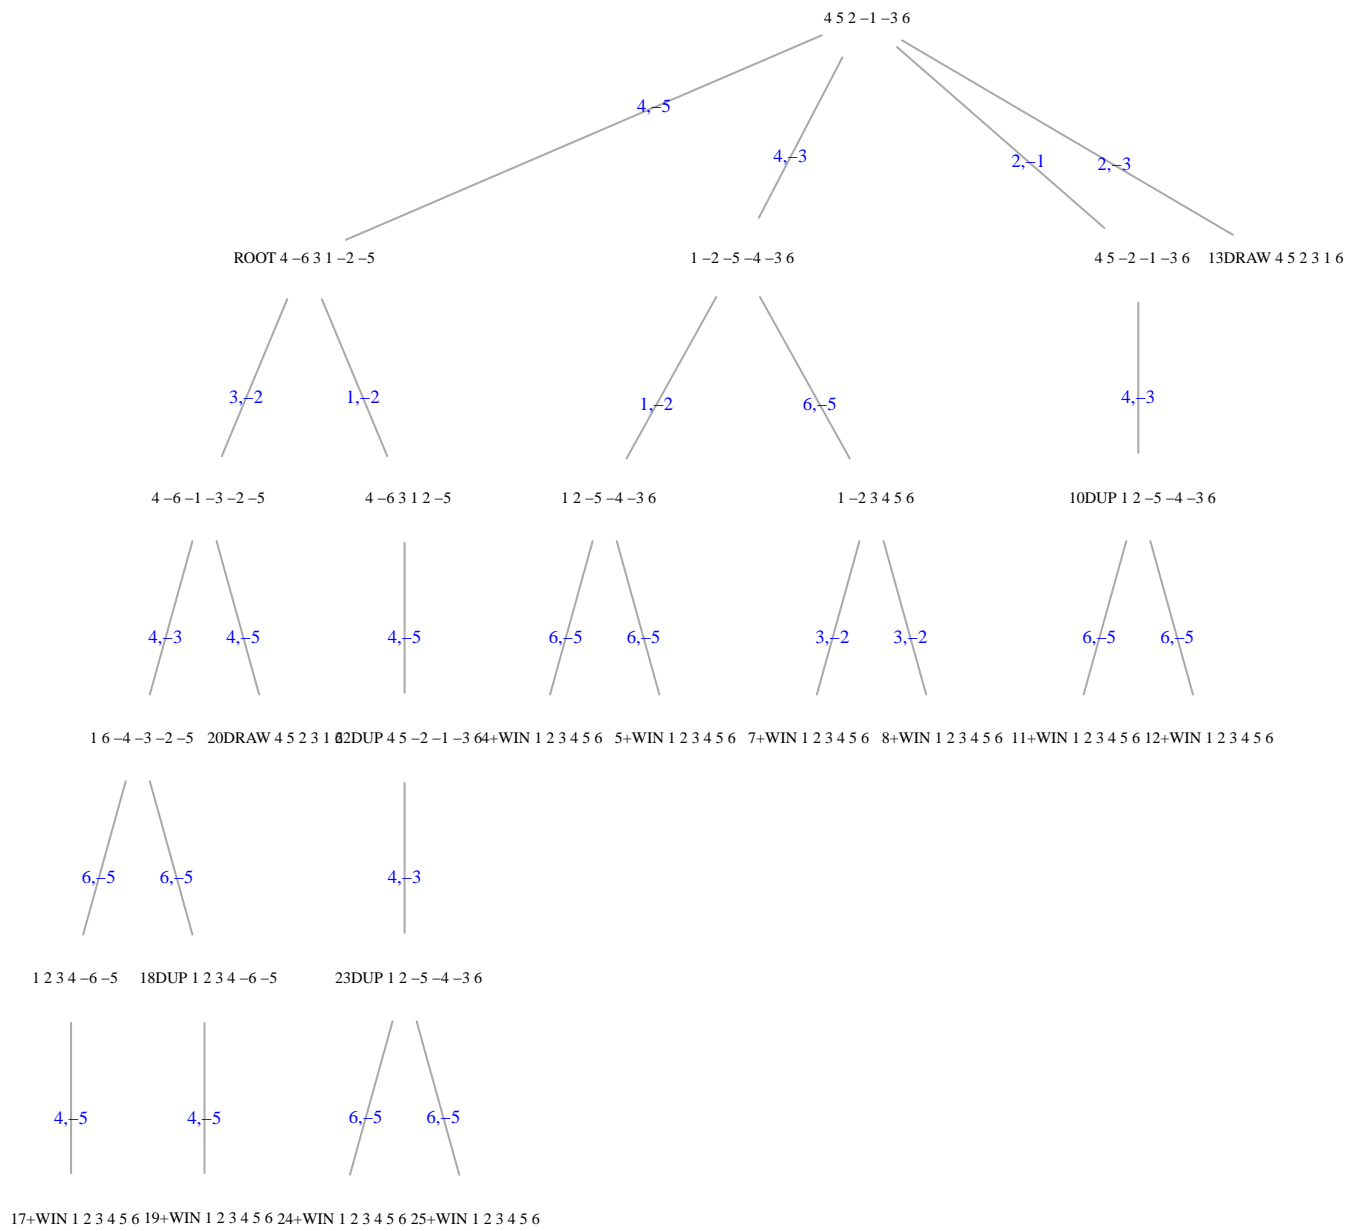 4 5 2 –1 –3 6
4,–5
4,–3
2,–1
2,–3
ROOT 4 –6 3 1 –2 –5
1 –2 –5 –4 –3 6
4 5 –2 –1 –3 6
13DRAW 4 5 2 3 1 6
3,–2
1,–2
1,–2
6,–5
4,–3
4 –6 –1 –3 –2 –5
4 –6 3 1 2 –5
1 2 –5 –4 –3 6
1 –2 3 4 5 6
10DUP 1 2 –5 –4 –3 6
4,–3
4,–5
4,–5
6,–5
6,–5
3,–2
3,–2
6,–5
6,–5
1 6 –4 –3 –2 –5
20DRAW 4 5 2 3 1 6
22DUP 4 5 –2 –1 –3 6
4+WIN 1 2 3 4 5 6
5+WIN 1 2 3 4 5 6
7+WIN 1 2 3 4 5 6
8+WIN 1 2 3 4 5 6
11+WIN 1 2 3 4 5 6
12+WIN 1 2 3 4 5 6
6,–5
6,–5
4,–3
1 2 3 4 –6 –5
18DUP 1 2 3 4 –6 –5
23DUP 1 2 –5 –4 –3 6
4,–5
4,–5
6,–5
6,–5
17+WIN 1 2 3 4 5 6
19+WIN 1 2 3 4 5 6
24+WIN 1 2 3 4 5 6
25+WIN 1 2 3 4 5 6